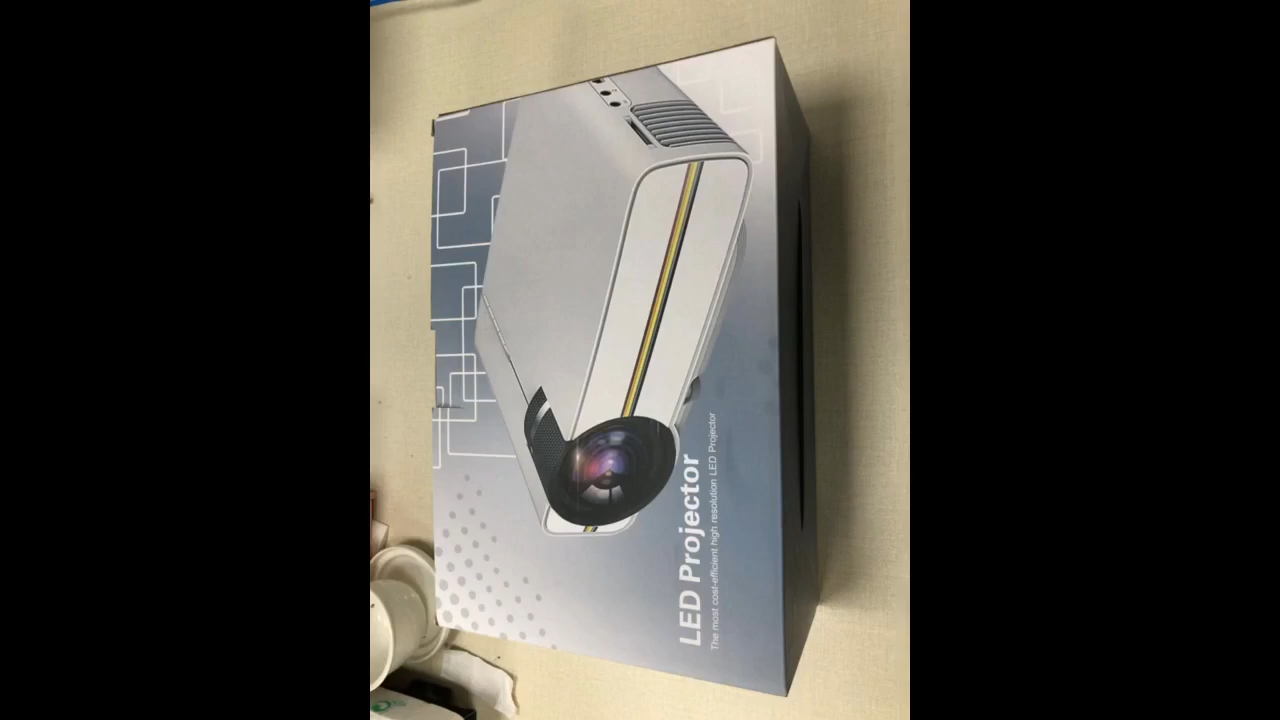 LED Projector
The most cost-efficient high resolution LED Projector